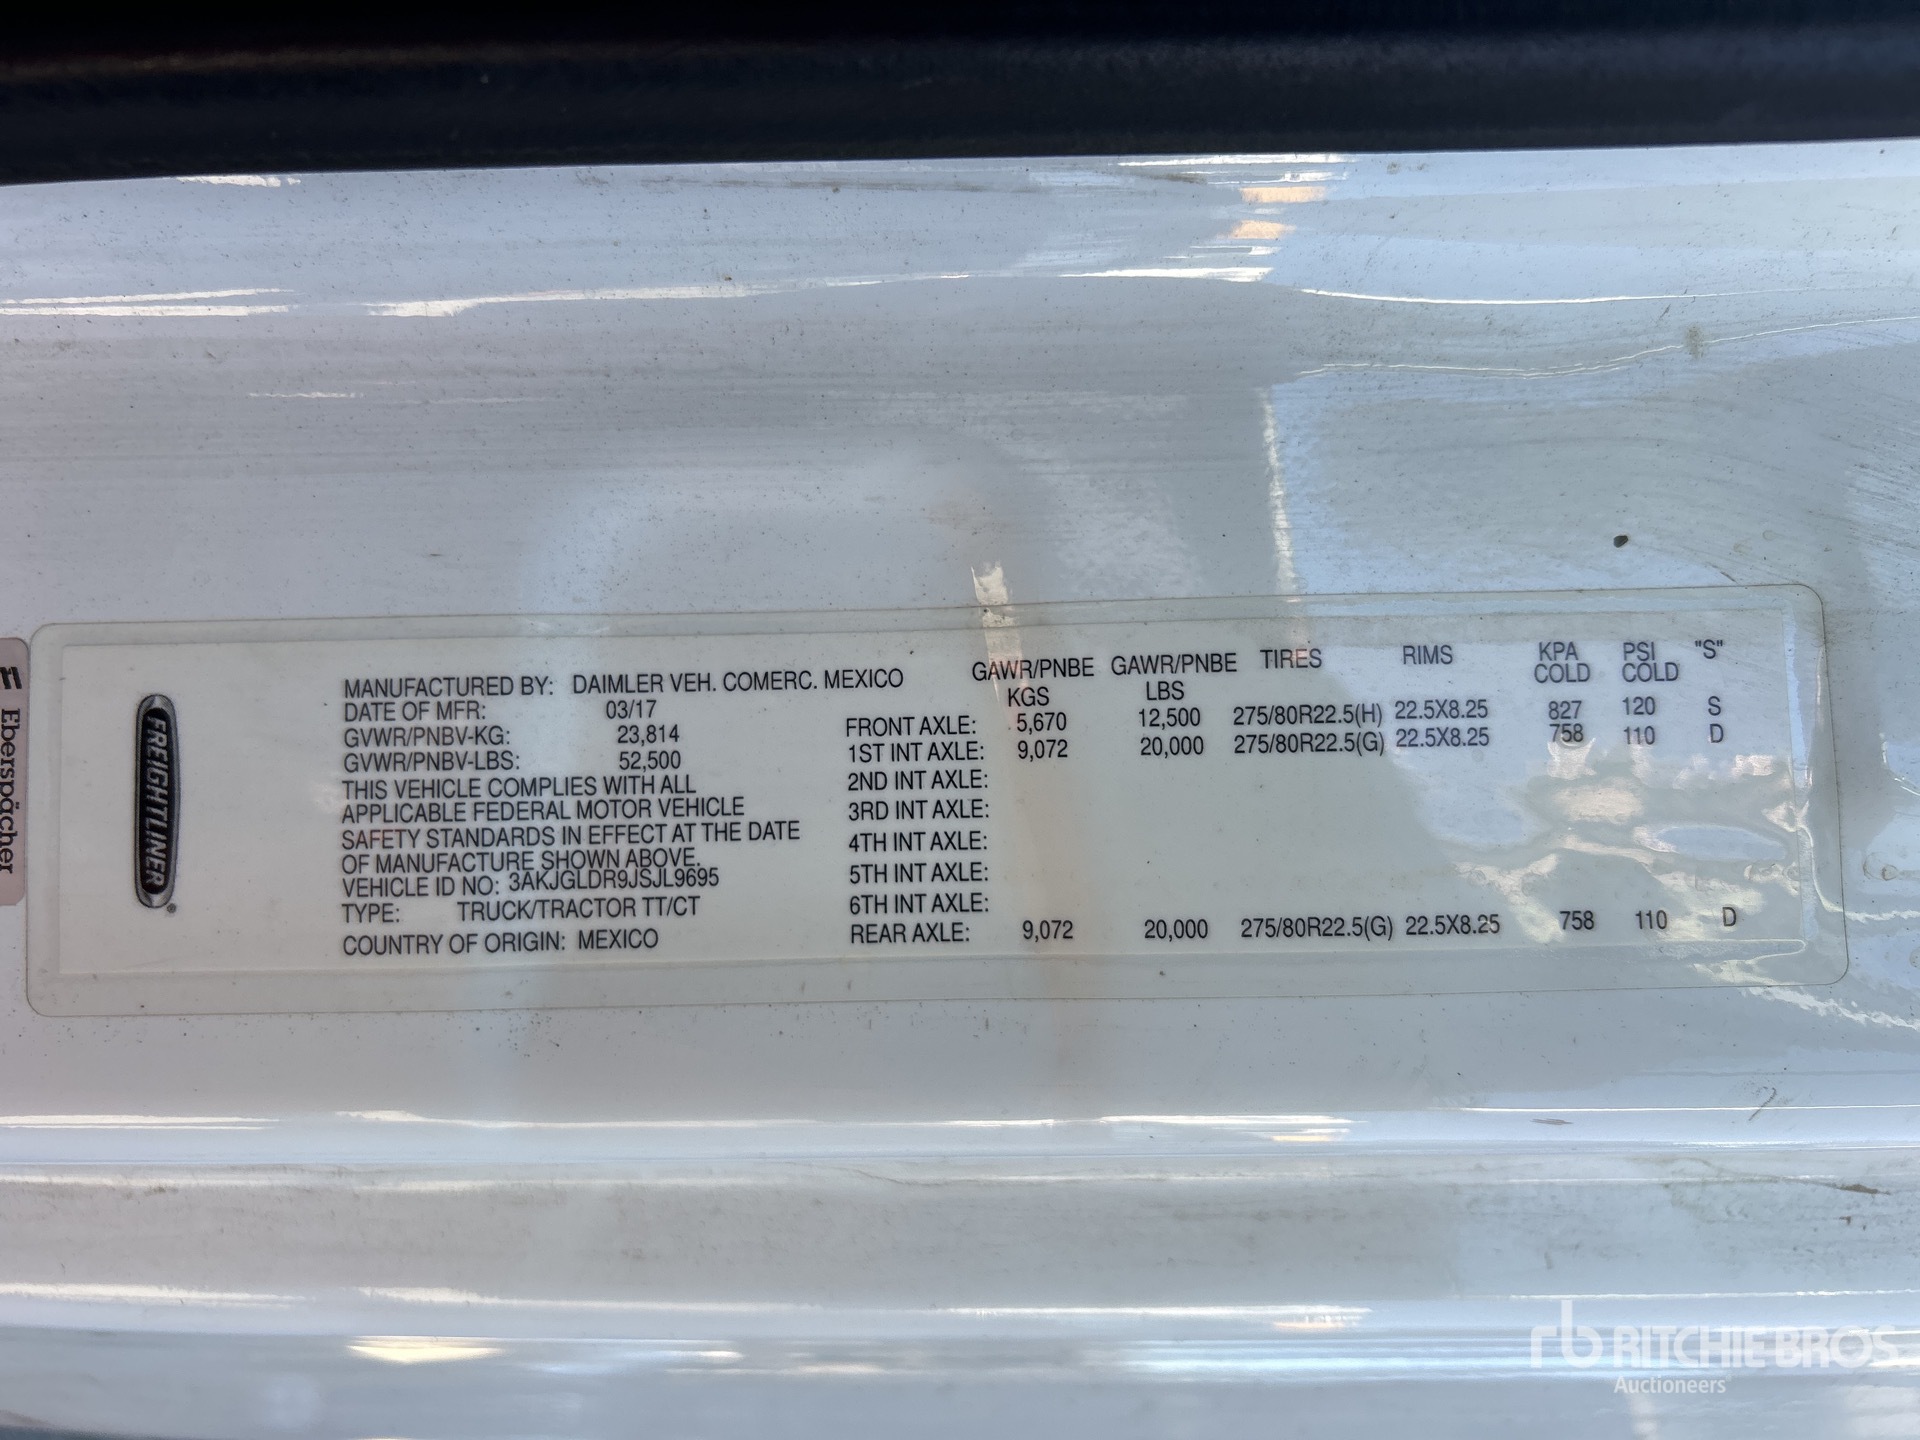 n Eberspächer
FREIGHTLINER
MANUFACTURED BY: DAIMLER VEH. COMERC. MEXICO
DATE OF MFR: 03/17
GVWR/PNBV-KG: 23,814
GVWR/PNBV-LBS: 52,500
THIS VEHICLE COMPLIES WITH ALL
APPLICABLE FEDERAL MOTOR VEHICLE
SAFETY STANDARDS IN EFFECT AT THE DATE
OF MANUFACTURE SHOWN ABOVE.
VEHICLE ID NO: 3AKJGLDR9JSJL9695
TYPE: TRUCK/TRACTOR TT/CT
COUNTRY OF ORIGIN: MEXICO
GAWR/PNBE GAWR/PNBE TIRES RIMS KPA PSI "S"
KGS LBS COLD COLD
FRONT AXLE: 5,670 12,500 275/80R22.5(H) 22.5X8.25 827 120 S
1ST INT AXLE: 9,072 20,000 275/80R22.5(G) 22.5X8.25 758 110 D
2ND INT AXLE:
3RD INT AXLE:
4TH INT AXLE:
5TH INT AXLE:
6TH INT AXLE:
REAR AXLE: 9,072 20,000 275/80R22.5(G) 22.5X8.25 758 110 D
rb RITCHIE BROS
Auctioneers